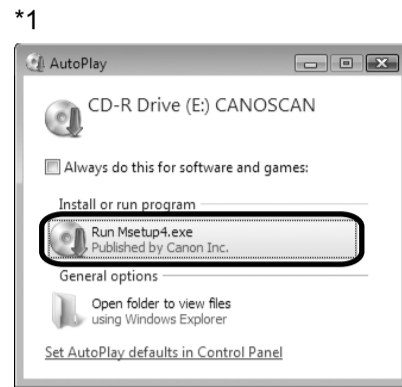 *1
AutoPlay
CD-R Drive (E:) CANOSCAN
Always do this for software and games:
Install or run program
Run Msetup4.exe
Published by Canon Inc.
General options
Open folder to view files
using Windows Explorer
Set AutoPlay defaults in Control Panel